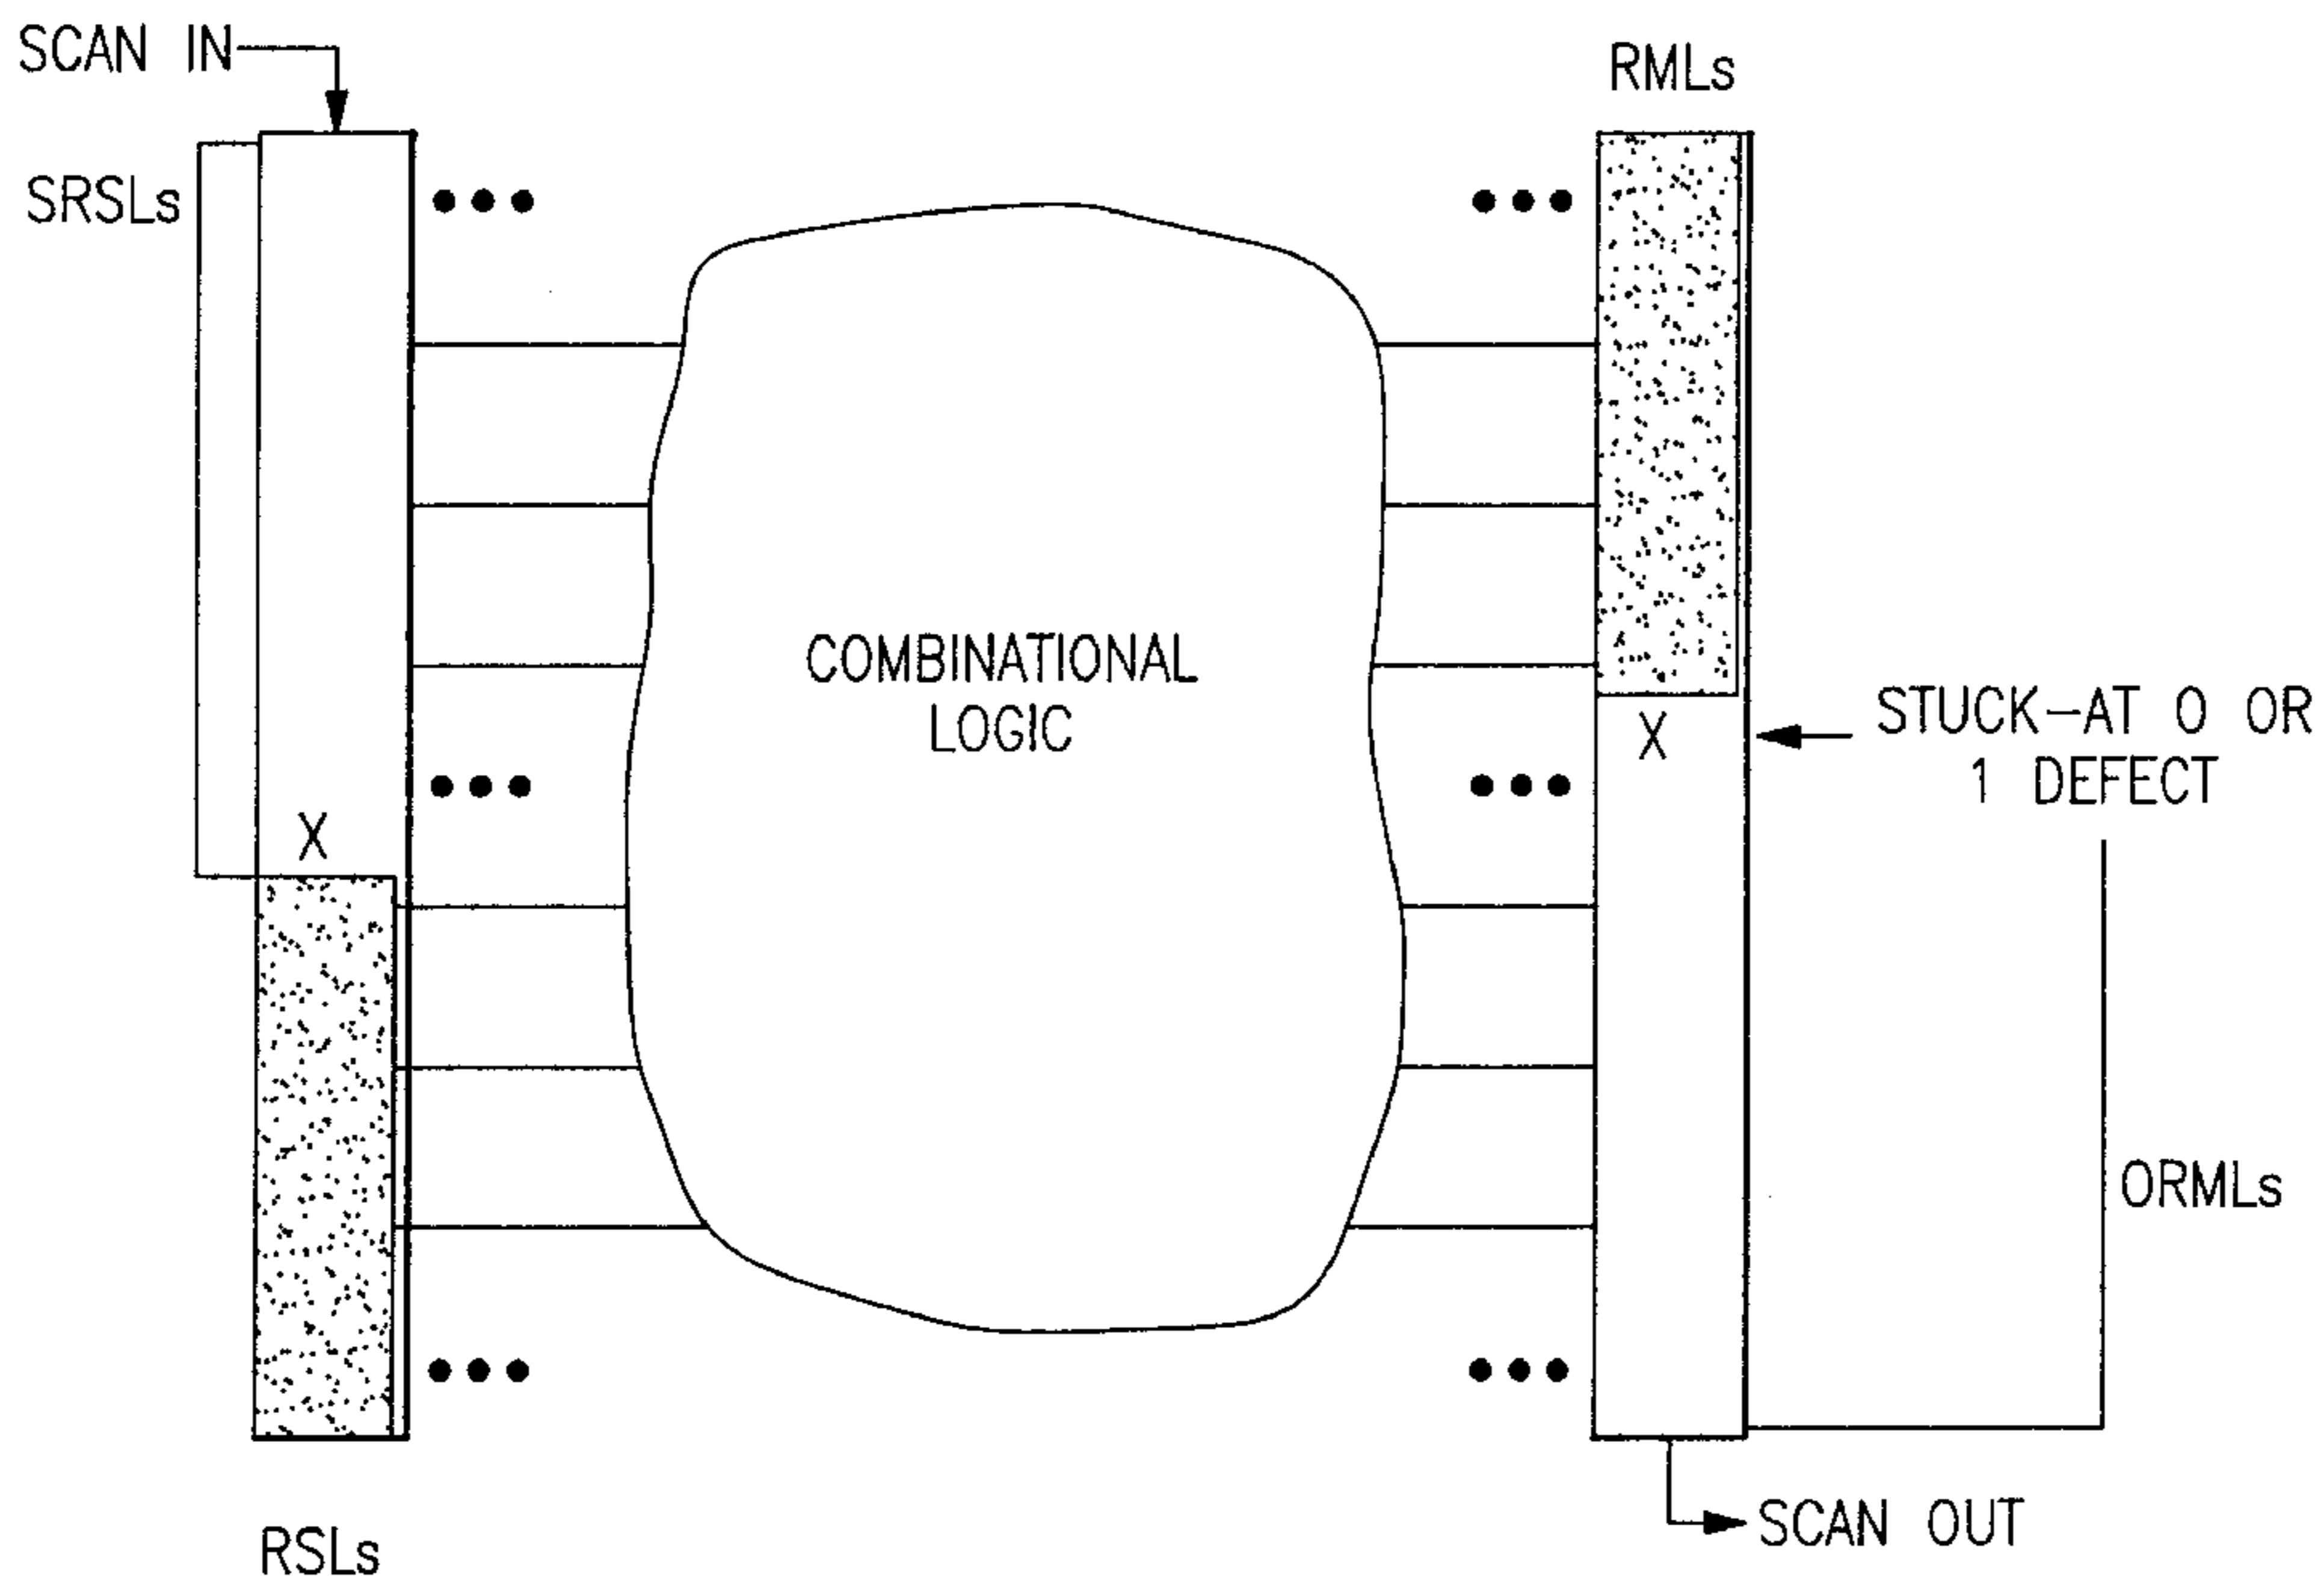 SCAN IN
RMLs
SRSLs
COMBINATIONAL
LOGIC
STUCK-AT 0 OR
1 DEFECT
X
X
ORMLs
SCAN OUT
RSLs